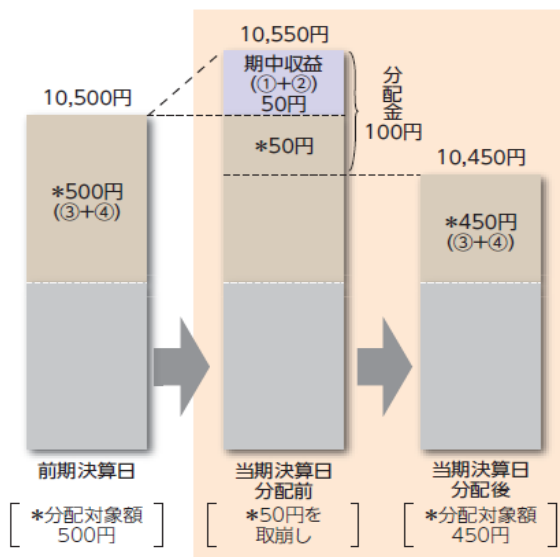 10,500円
*500円
(③+④)
前期決算日
*分配対象額
500円
10,550円
期中収益
(①+②)
50円
*50円
分配金
100円
当期決算日
分配前
*50円を
取崩し
10,450円
*450円
(③+④)
当期決算日
分配後
*分配対象額
450円